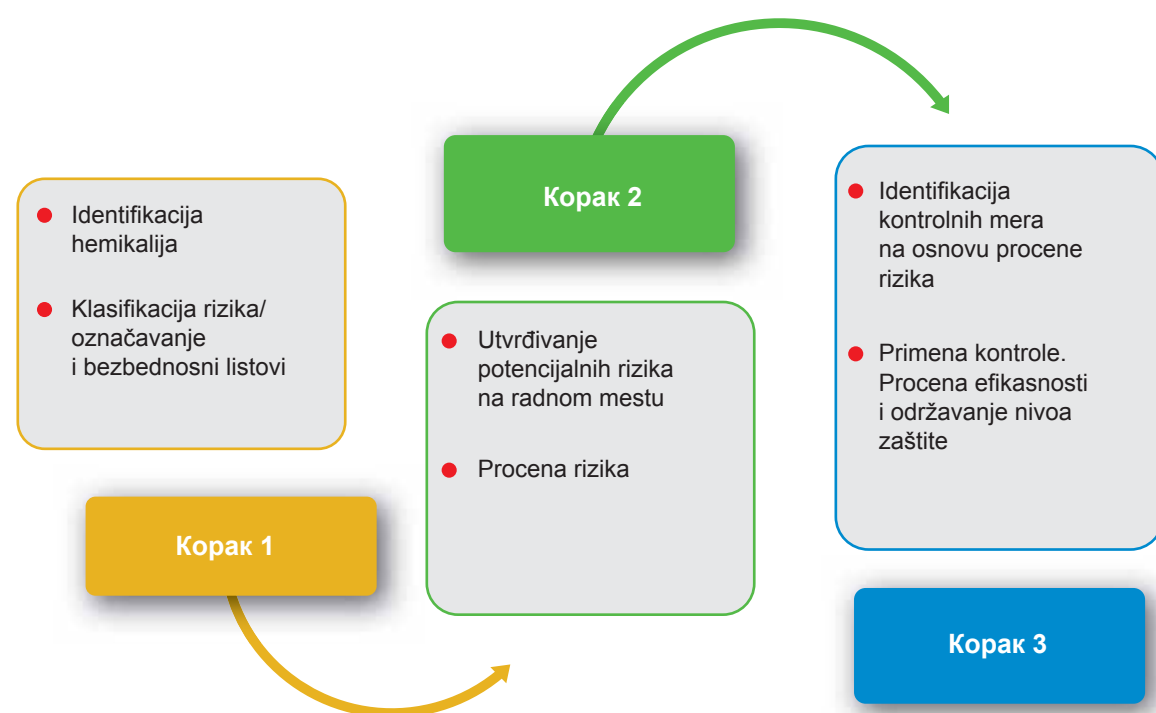 Identifikacija
hemikalija
Klasifikacija rizika/
označavanje
i bezbednosni listovi
Корак 1
Корак 2
Utvrđivanje
potencijalnih rizika
na radnom mestu
Procena rizika
Identifikacija
kontrolnih mera
na osnovu procene
rizika
Primena kontrole.
Procena efikasnosti
i održavanje nivoa
zaštite
Корак 3